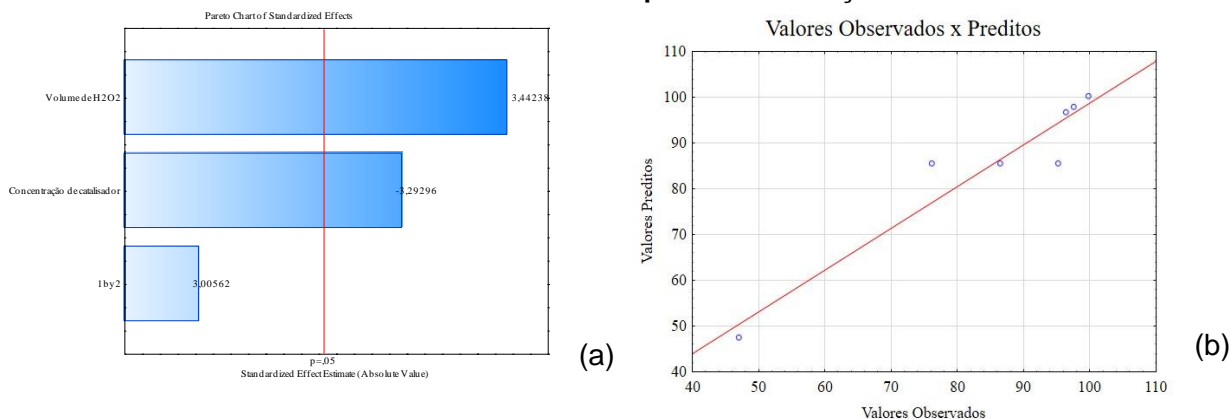 Pareto Chart of Standardized Effects
Volume de H2O2
3,44238
Concentração de catalisador
-3,29296
1by2
3,00562
p=,05
Standardized Effect Estimate (Absolute Value)
(a)
Valores Observados x Preditos
Valores Preditos
110
100
90
80
70
60
50
40
40 50 60 70 80 90 100 110
Valores Observados
(b)